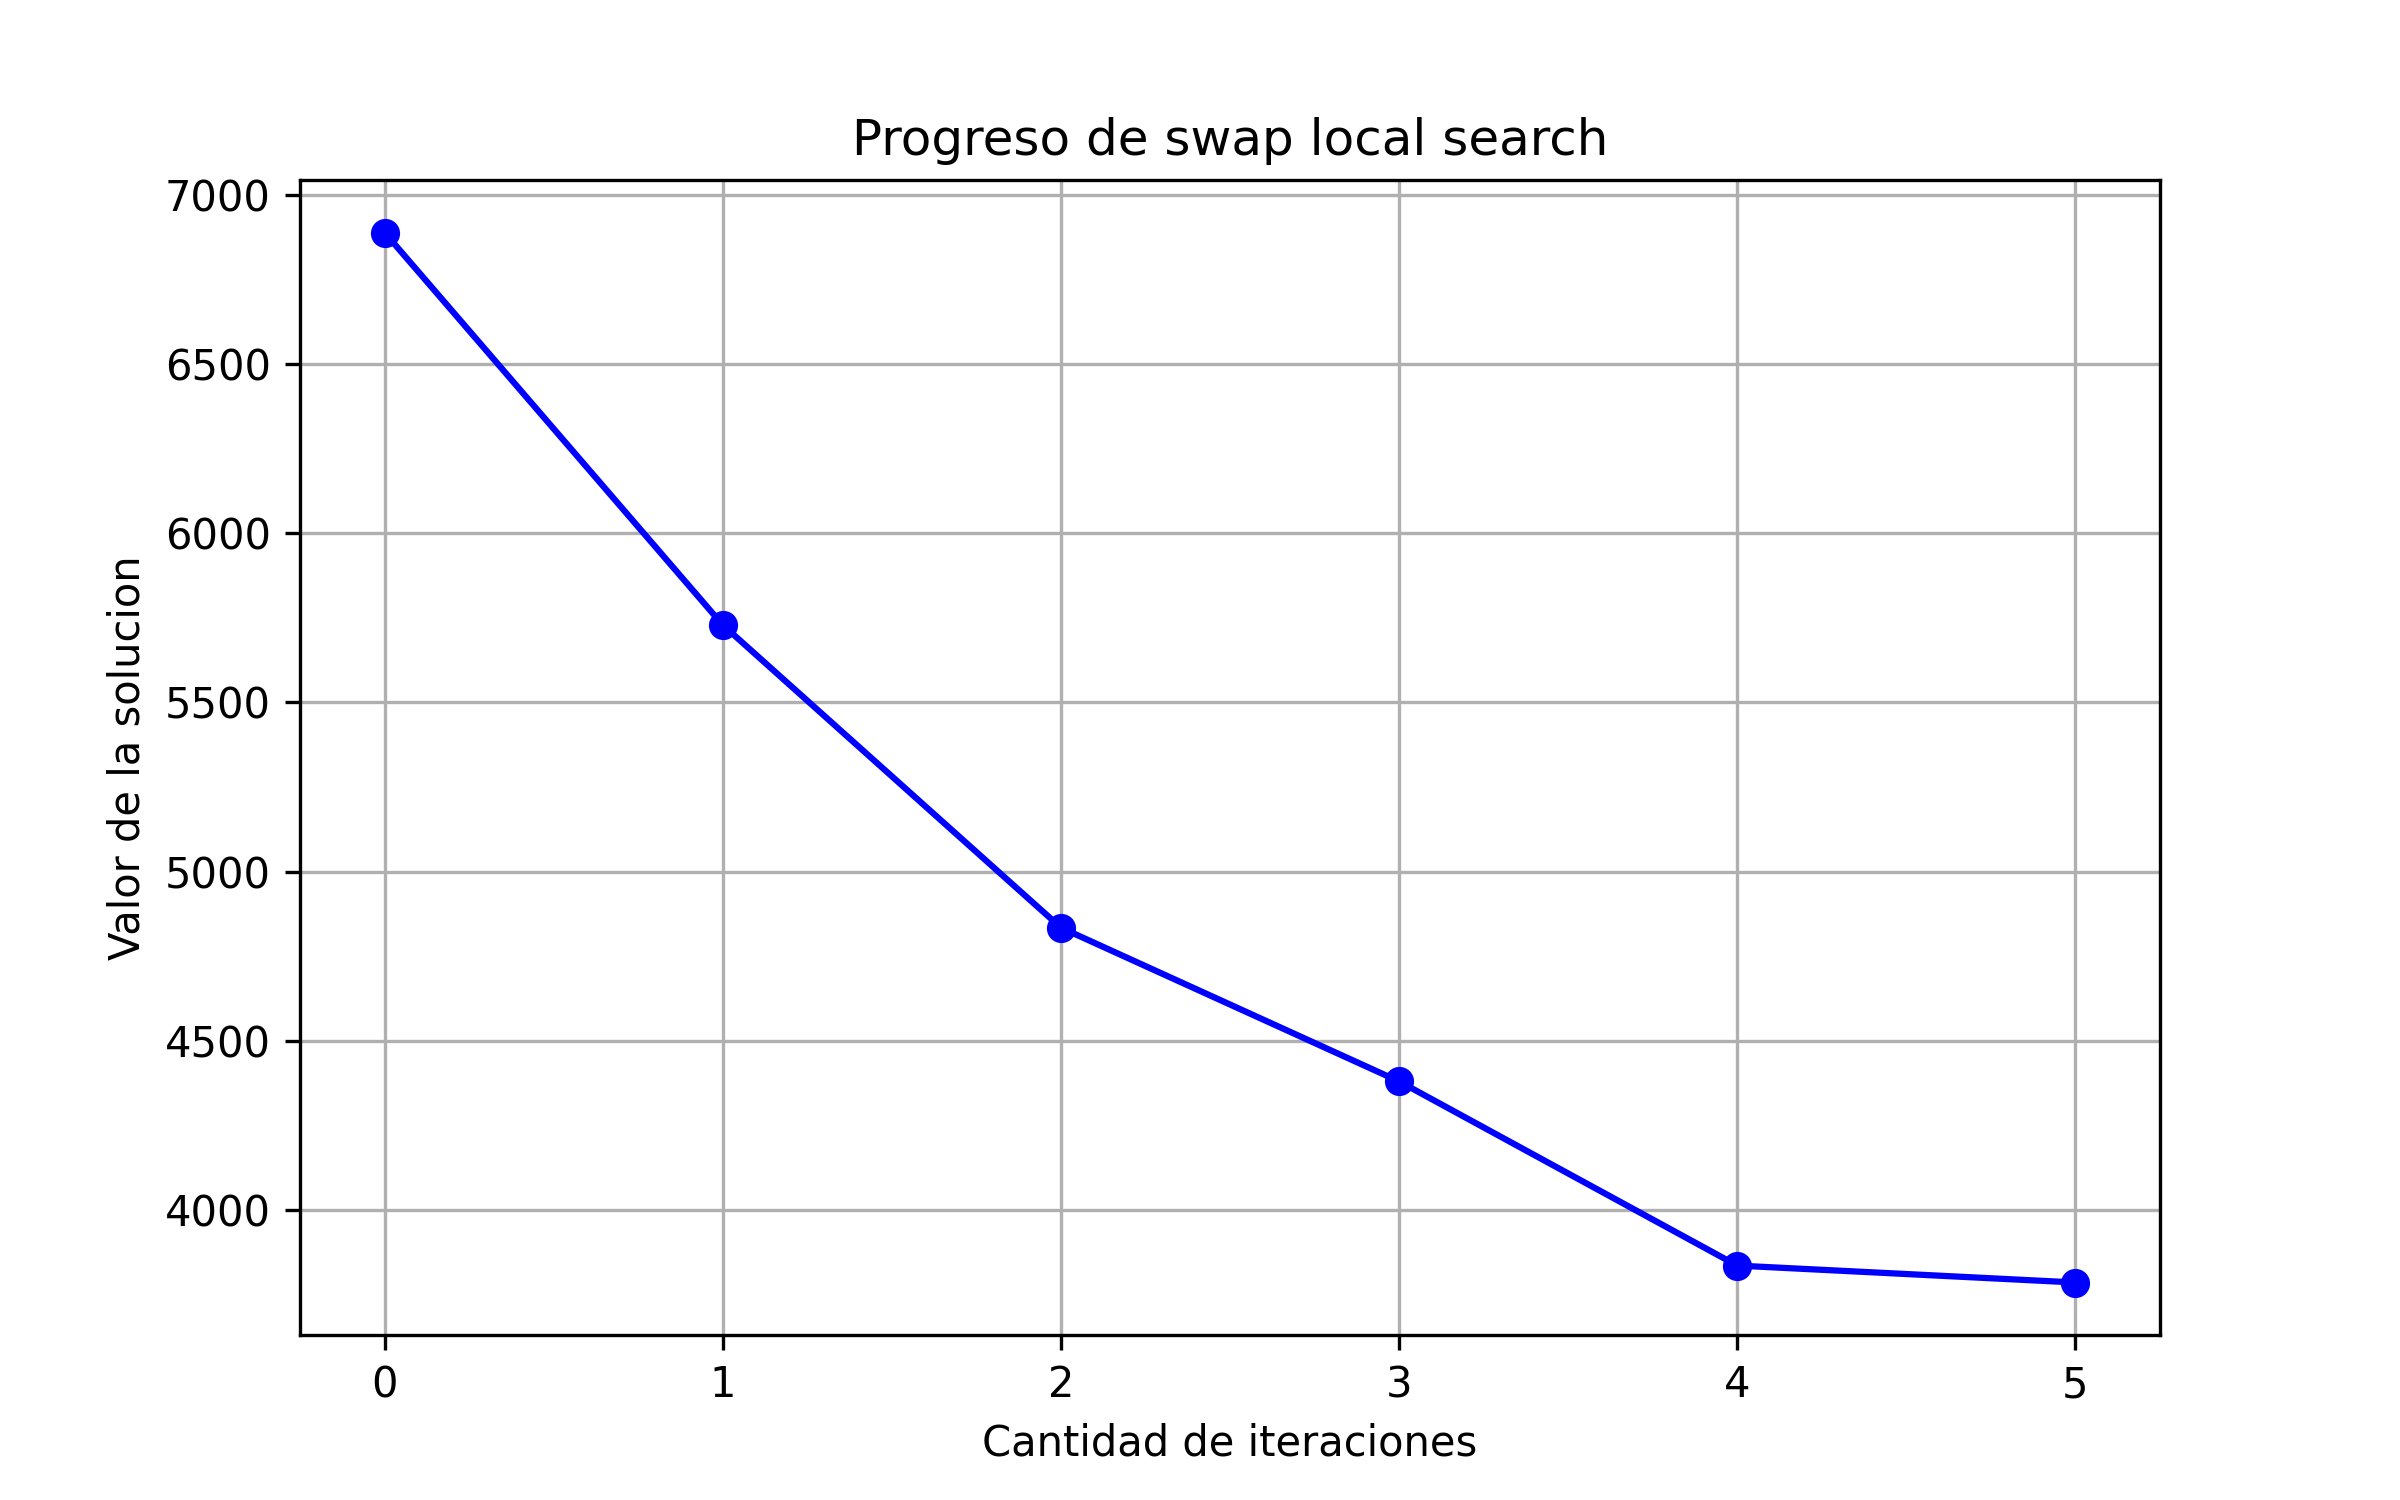 Progreso de swap local search
7000
6500
6000
5500
5000
4500
4000
Valor de la solucion
0 1 2 3 4 5
Cantidad de iteraciones